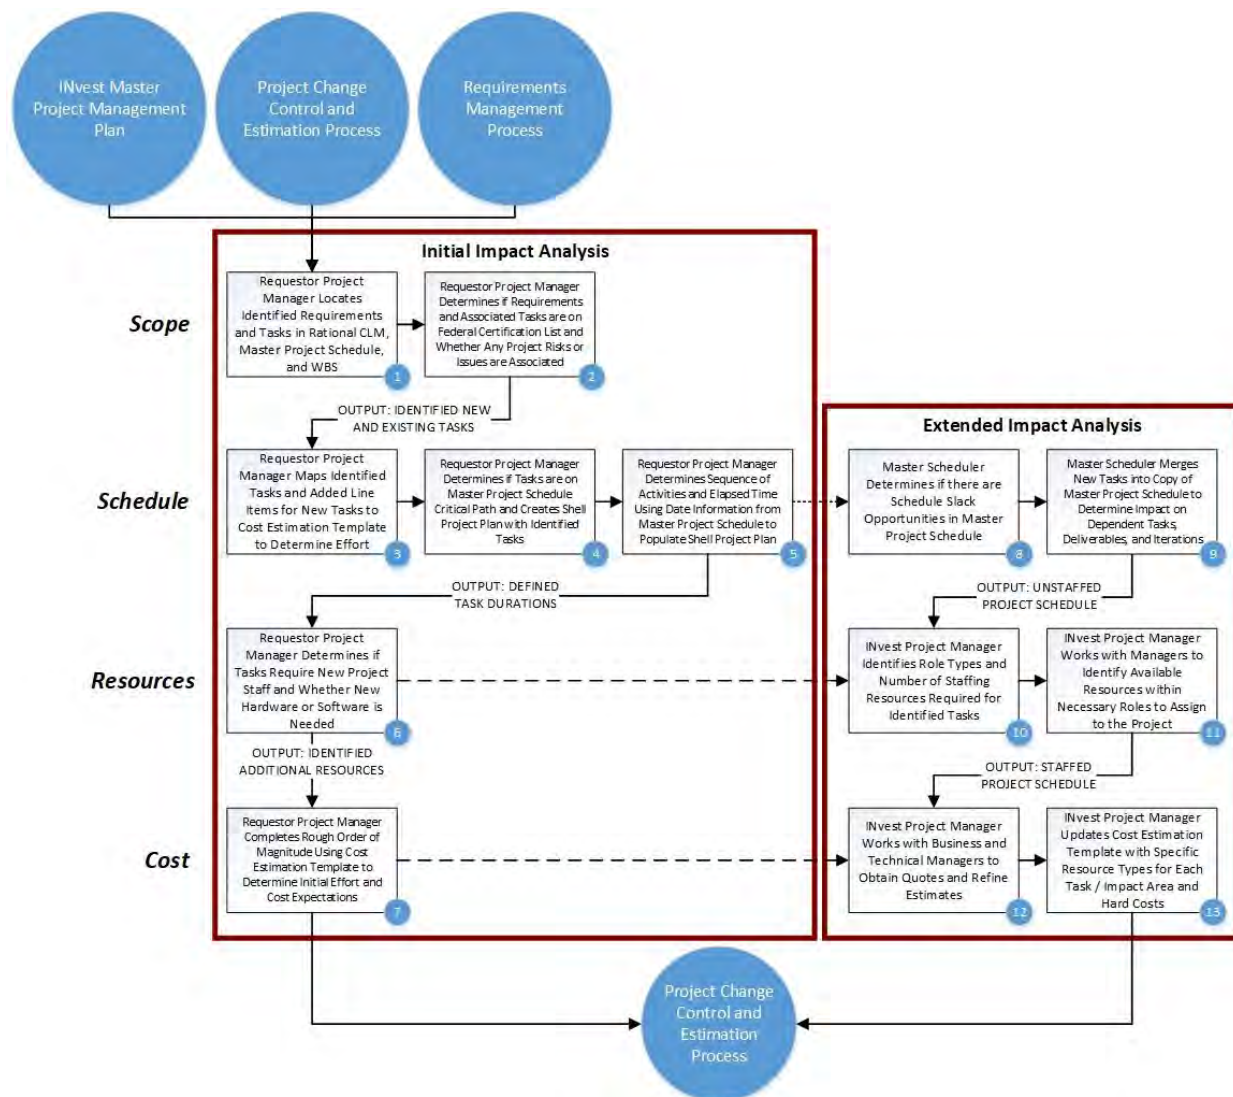 INvest Master
Project Management
Plan
Project Change
Control and
Estimation Process
Requirements
Management
Process
Initial Impact Analysis
Scope
Requestor Project
Manager Locates
Identified Requirements
and Tasks in Rational CLM,
Master Project Schedule,
and WBS
1
Requestor Project Manager
Determines if Requirements
and Associated Tasks are on
Federal Certification List and
Whether Any Project Risks or
Issues are Associated
2
OUTPUT: IDENTIFIED NEW
AND EXISTING TASKS
Extended Impact Analysis
Schedule
Requestor Project
Manager Maps Identified
Tasks and Added Line
Items for New Tasks to
Cost Estimation Template
to Determine Effort
3
Requestor Project Manager
Determines if Tasks are on
Master Project Schedule
Critical Path and Creates Shell
Project Plan with Identified
Tasks
4
Requestor Project Manager
Determines Sequence of
Activities and Elapsed Time
Using Date Information from
Master Project Schedule to
Populate Shell Project Plan
5
Master Scheduler
Determines if there are
Schedule Slack
Opportunities in Master
Project Schedule
8
Master Scheduler Merges
New Tasks into Copy of
Master Project Schedule to
Determine Impact on
Dependent Tasks,
Deliverables, and Iterations
9
OUTPUT: DEFINED
TASK DURATIONS
OUTPUT: UNSTAFFED
PROJECT SCHEDULE
Resources
Requestor Project
Manager Determines if
Tasks Require New Project
Staff and Whether New
Hardware or Software is
Needed
6
INvest Project Manager
Identifies Role Types and
Number of Staffing
Resources Required for
Identified Tasks
10
INvest Project Manager
Works with Managers to
Identify Available
Resources within
Necessary Roles to Assign
to the Project
11
OUTPUT: IDENTIFIED
ADDITIONAL RESOURCES
OUTPUT: STAFFED
PROJECT SCHEDULE
Cost
Requestor Project Manager
Completes Rough Order of
Magnitude Using Cost
Estimation Template to
Determine Initial Effort and
Cost Expectations
7
INvest Project Manager
Works with Business and
Technical Managers to
Obtain Quotes and Refine
Estimates
12
INvest Project Manager
Updates Cost Estimation
Template with Specific
Resource Types for Each
Task / Impact Area and
Hard Costs
13
Project Change
Control and
Estimation
Process